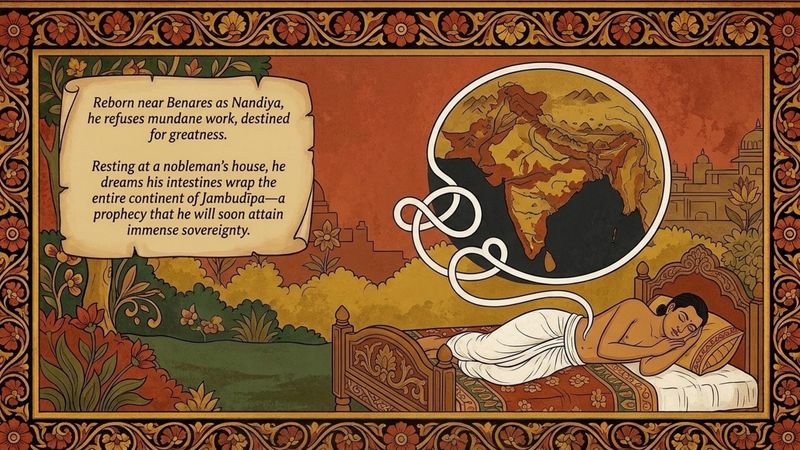 Reborn near Benares as Nandiya,
he refuses mundane work, destined
for greatness.
Resting at a nobleman's house, he
dreams his intestines wrap the
entire continent of Jambudīpa—a
prophecy that he will soon attain
immense sovereignty.